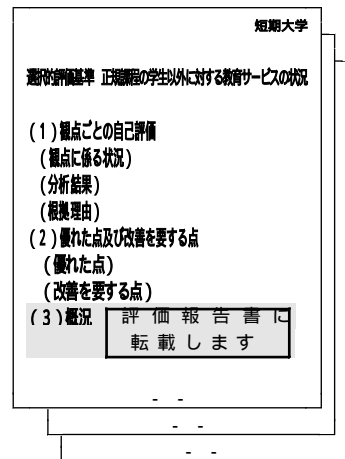 短期大学
選択的評価基準 正規課程の学生以外に対する教育サービスの状況
(1)観点ごとの自己評価
(観点に係る状況)
(分析結果)
(根拠理由)
(2)優れた点及び改善を要する点
(優れた点)
(改善を要する点)
(3)概況
評価報告書に
転載します
- -
- -
- -